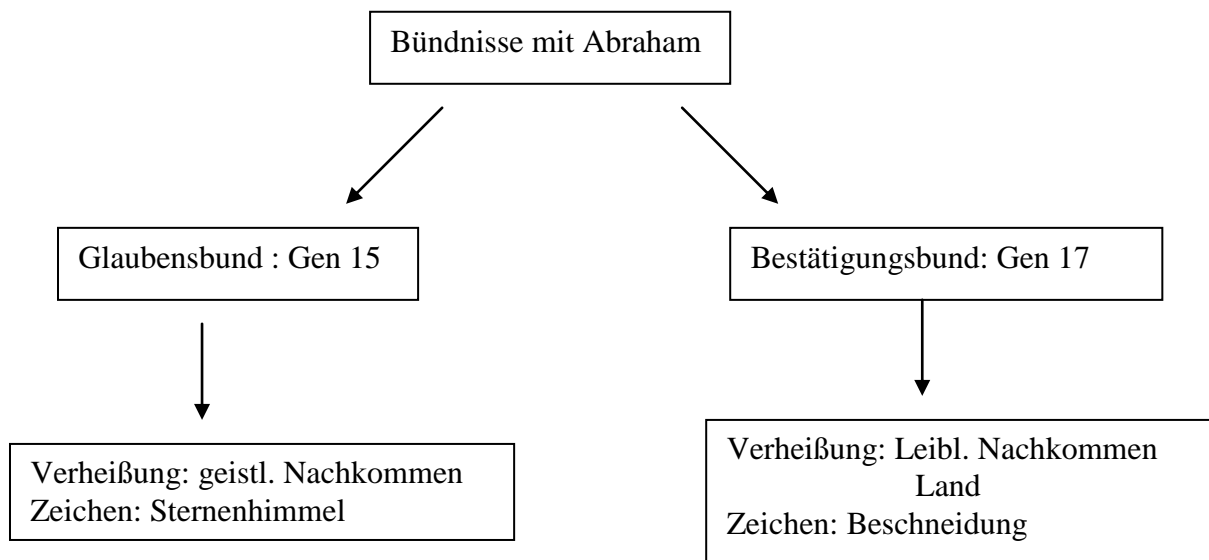 Bündnisse mit Abraham
Glaubensbund : Gen 15
Bestätigungsbund: Gen 17
Verheißung: geistl. Nachkommen
Zeichen: Sternenhimmel
Verheißung: Leibl. Nachkommen
Land
Zeichen: Beschneidung